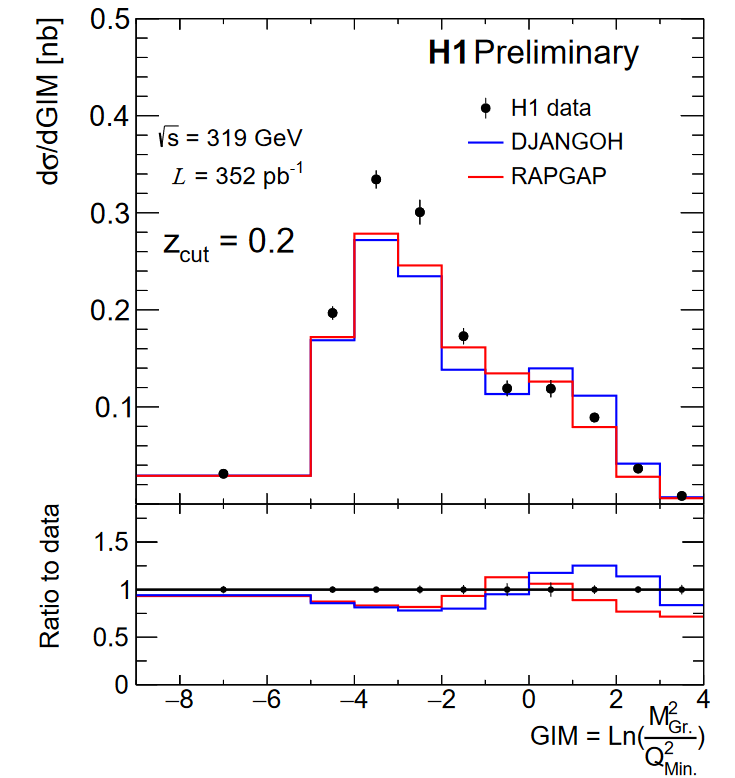 H1 Preliminary
dσ/dGIM [nb]
0.5
0.4
0.3
0.2
0.1
√s = 319 GeV
L = 352 pb⁻¹
z_cut = 0.2
H1 data
DJANGOH
RAPGAP
Ratio to data
1.5
1
0.5
0
−8 −6 −4 −2 0 2 4
GIM = Ln(M²_Gr. / Q²_Min.)